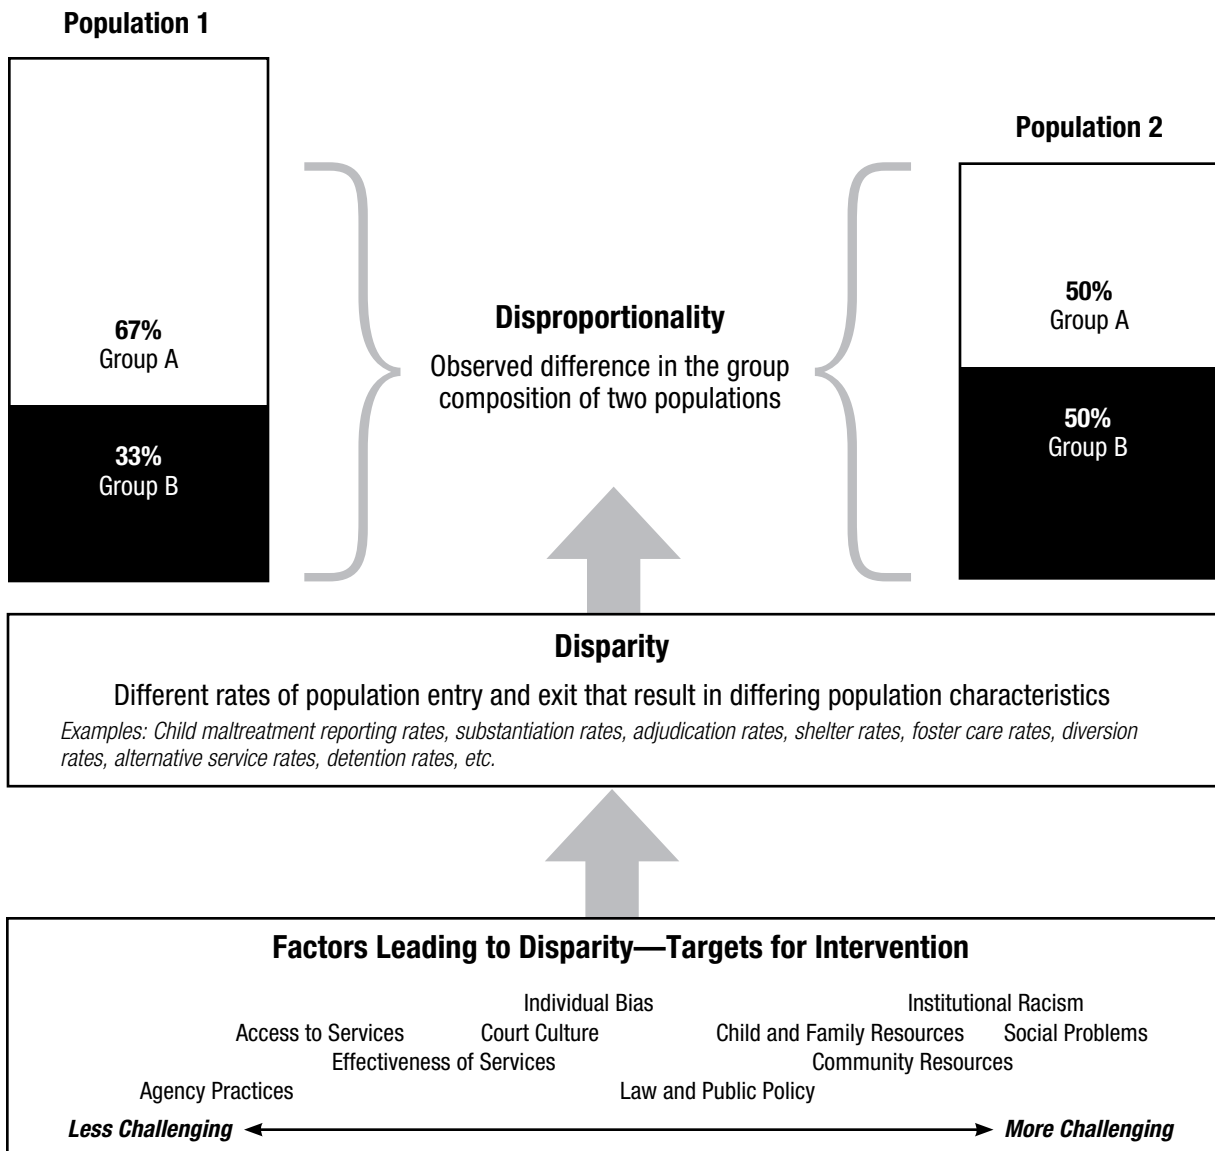 Population 1
Population 2
67%
Group A
33%
Group B
Disproportionality
Observed difference in the group
composition of two populations
50%
Group A
50%
Group B
Disparity
Different rates of population entry and exit that result in differing population characteristics
Examples: Child maltreatment reporting rates, substantiation rates, adjudication rates, shelter rates, foster care rates, diversion
rates, alternative service rates, detention rates, etc.
Factors Leading to Disparity—Targets for Intervention
Individual Bias Institutional Racism
Access to Services Court Culture Child and Family Resources Social Problems
Effectiveness of Services Community Resources
Agency Practices Law and Public Policy
Less Challenging More Challenging